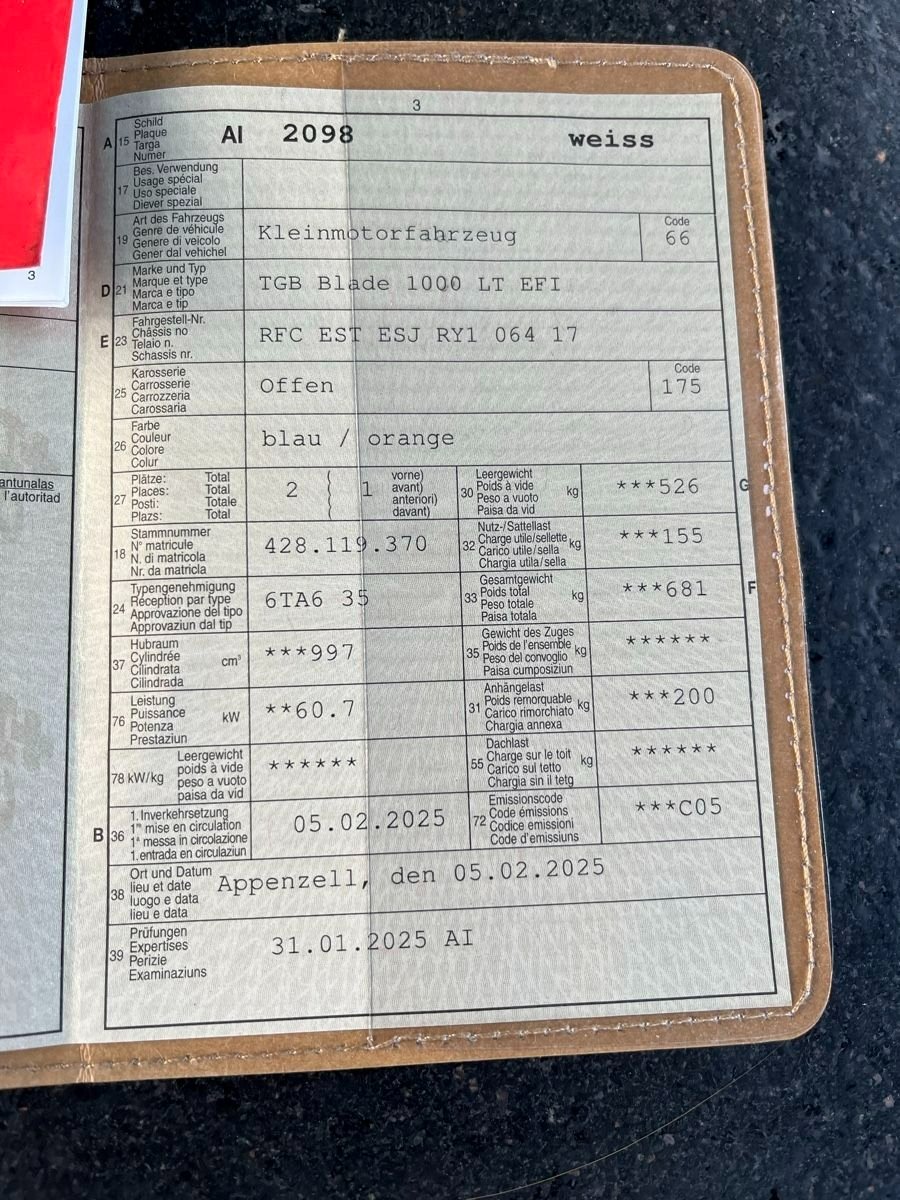 3
antunalas
l'autoritad
3
A 15 Schild
Plaque
Targa
Numer
AI 2098 weiss
17 Bes. Verwendung
Usage spécial
Uso speciale
Diever spezial
19 Art des Fahrzeugs
Genre de véhicule
Genere di veicolo
Gener dal vehichel
Kleinmotorfahrzeug
Code
66
D 21 Marke und Typ
Marque et type
Marca e tipo
Marca e tip
TGB Blade 1000 LT EFI
E 23 Fahrgestell-Nr.
Châssis no
Telaio n.
Schassis nr.
RFC EST ESJ RY1 064 17
25 Karosserie
Carrosserie
Carrozzeria
Carossaria
Offen
Code
175
26 Farbe
Couleur
Colore
Colur
blau / orange
27 Plätze: Total
Places: Total
Posti: Totale
Plazs: Total
2 1 vorne)
avant)
anteriori)
davant)
30 Leergewicht
Poids à vide
Peso a vuoto
Paisa da vid
kg
***526
G
18 Stammnummer
N° matricule
N. di matricola
Nr. da matricla
428.119.370
32 Nutz-/Sattellast
Charge utile/sellette
Carico utile/sella
Chargia utila/sella
kg
***155
24 Typengenehmigung
Réception par type
Approvazione del tipo
Approvaziun dal tip
6TA6 35
33 Gesamtgewicht
Poids total
Peso totale
Paisa totala
kg
***681
F
37 Hubraum
Cylindrée
Cilindrata
Cilindrada
cm³
***997
35 Gewicht des Zuges
Poids de l'ensemble
Peso del convoglio
Paisa cumposiziun
kg
******
76 Leistung
Puissance
Potenza
Prestaziun
kW
**60.7
31 Anhängelast
Poids remorquable
Carico rimorchiato
Chargia annexa
kg
***200
78 kW/kg Leergewicht
poids à vide
peso a vuoto
paisa da vid
******
55 Dachlast
Charge sur le toit
Carico sul tetto
Chargia sin il tetg
kg
******
B 36 1. Inverkehrsetzung
1re mise en circulation
1a messa in circolazione
1. entrada en circulaziun
05.02.2025
72 Emissionscode
Code émissions
Codice emissioni
Code d'emissiuns
***C05
38 Ort und Datum
lieu et date
luogo e data
lieu e data
Appenzell, den 05.02.2025
39 Prüfungen
Expertises
Perizie
Examinaziuns
31.01.2025 AI